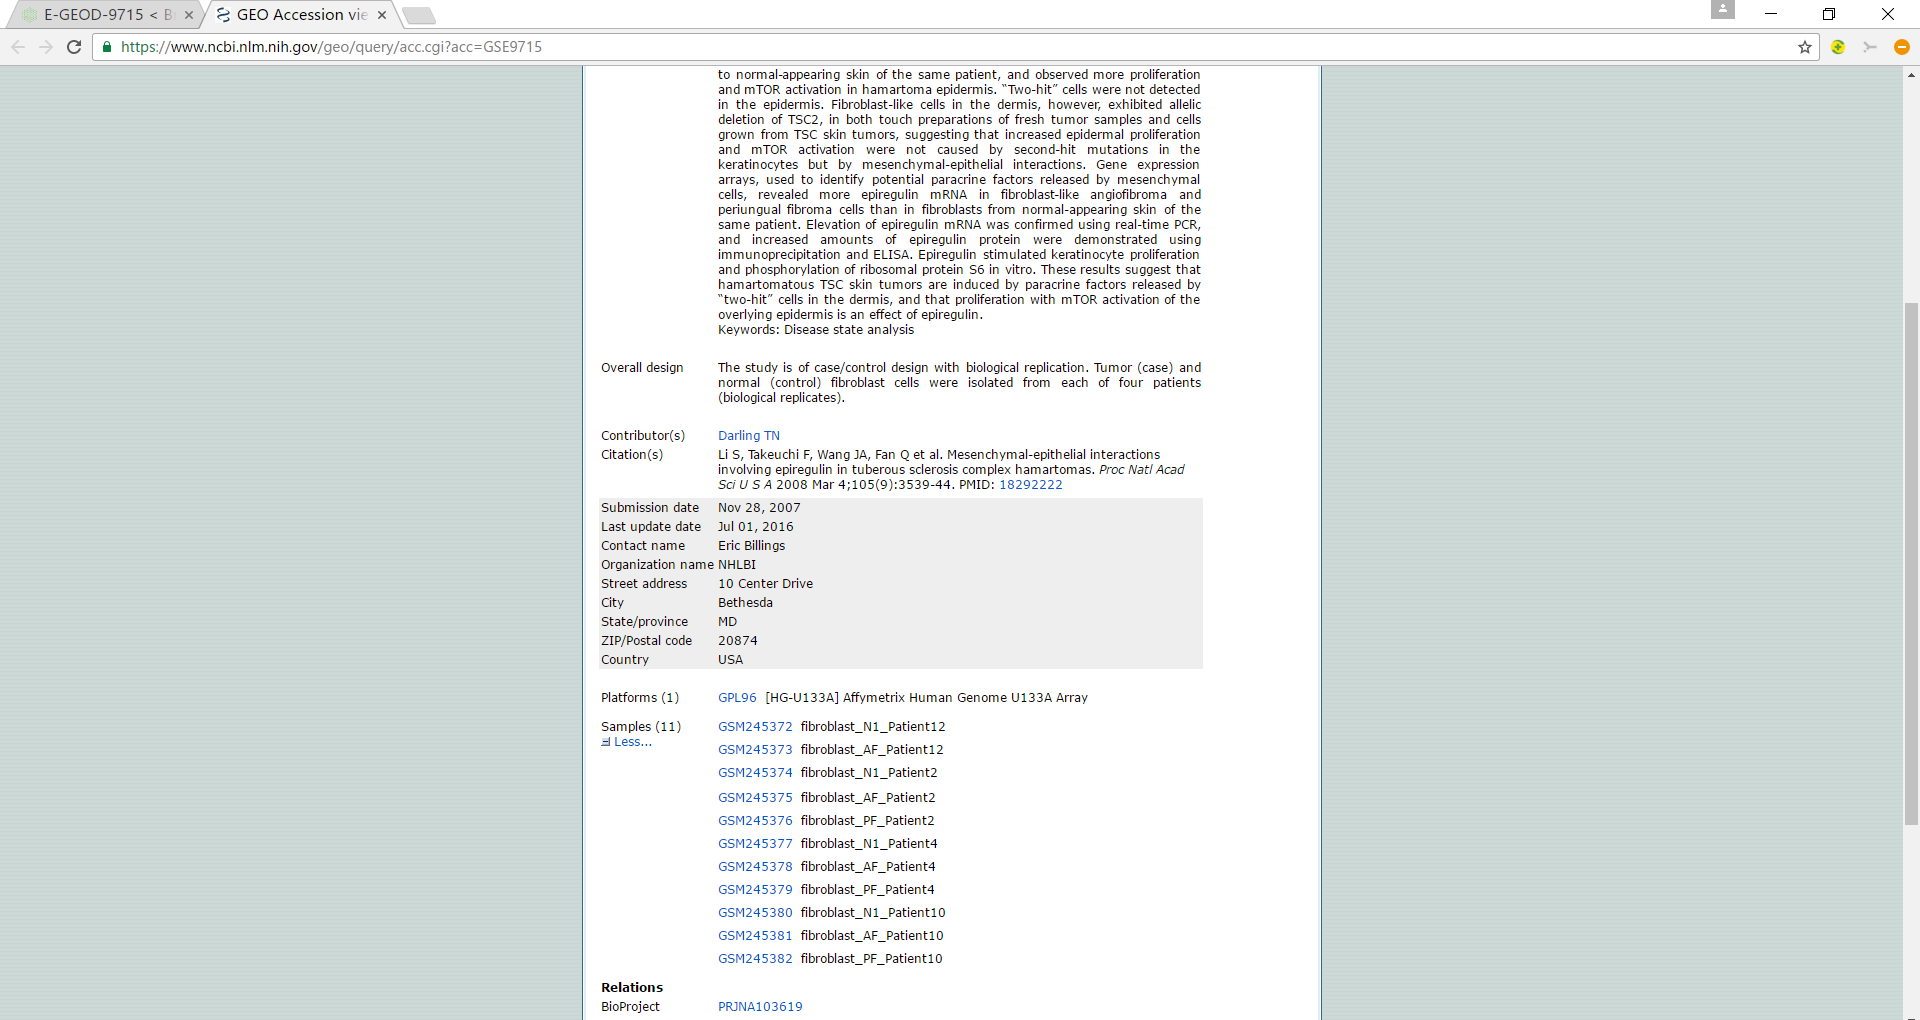 E-GEOD-9715 < B
GEO Accession vie
https://www.ncbi.nlm.nih.gov/geo/query/acc.cgi?acc=GSE9715
to normal-appearing skin of the same patient, and observed more proliferation
and mTOR activation in hamartoma epidermis. “Two-hit” cells were not detected
in the epidermis. Fibroblast-like cells in the dermis, however, exhibited allelic
deletion of TSC2, in both touch preparations of fresh tumor samples and cells
grown from TSC skin tumors, suggesting that increased epidermal proliferation
and mTOR activation were not caused by second-hit mutations in the
keratinocytes but by mesenchymal-epithelial interactions. Gene expression
arrays, used to identify potential paracrine factors released by mesenchymal
cells, revealed more epiregulin mRNA in fibroblast-like angiofibroma and
periungual fibroma cells than in fibroblasts from normal-appearing skin of the
same patient. Elevation of epiregulin mRNA was confirmed using real-time PCR,
and increased amounts of epiregulin protein were demonstrated using
immunoprecipitation and ELISA. Epiregulin stimulated keratinocyte proliferation
and phosphorylation of ribosomal protein S6 in vitro. These results suggest that
hamartomatous TSC skin tumors are induced by paracrine factors released by
“two-hit” cells in the dermis, and that proliferation with mTOR activation of the
overlying epidermis is an effect of epiregulin.
Keywords: Disease state analysis
Overall design The study is of case/control design with biological replication. Tumor (case) and
normal (control) fibroblast cells were isolated from each of four patients
(biological replicates).
Contributor(s) Darling TN
Citation(s) Li S, Takeuchi F, Wang JA, Fan Q et al. Mesenchymal-epithelial interactions
involving epiregulin in tuberous sclerosis complex hamartomas. Proc Natl Acad
Sci U S A 2008 Mar 4;105(9):3539-44. PMID: 18292222
Submission date Nov 28, 2007
Last update date Jul 01, 2016
Contact name Eric Billings
Organization name NHLBI
Street address 10 Center Drive
City Bethesda
State/province MD
ZIP/Postal code 20874
Country USA
Platforms (1) GPL96 [HG-U133A] Affymetrix Human Genome U133A Array
Samples (11) GSM245372 fibroblast_N1_Patient12
Less...
GSM245373 fibroblast_AF_Patient12
GSM245374 fibroblast_N1_Patient2
GSM245375 fibroblast_AF_Patient2
GSM245376 fibroblast_PF_Patient2
GSM245377 fibroblast_N1_Patient4
GSM245378 fibroblast_AF_Patient4
GSM245379 fibroblast_PF_Patient4
GSM245380 fibroblast_N1_Patient10
GSM245381 fibroblast_AF_Patient10
GSM245382 fibroblast_PF_Patient10
Relations
BioProject PRJNA103619